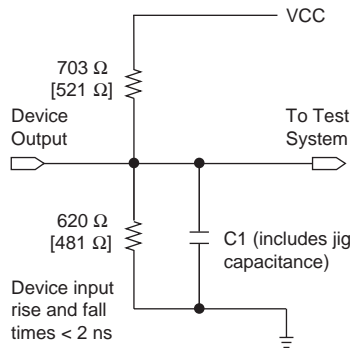 VCC
703 Ω
[521 Ω]
Device
Output
To Test
System
620 Ω
[481 Ω]
C1 (includes jig
capacitance)
Device input
rise and fall
times < 2 ns